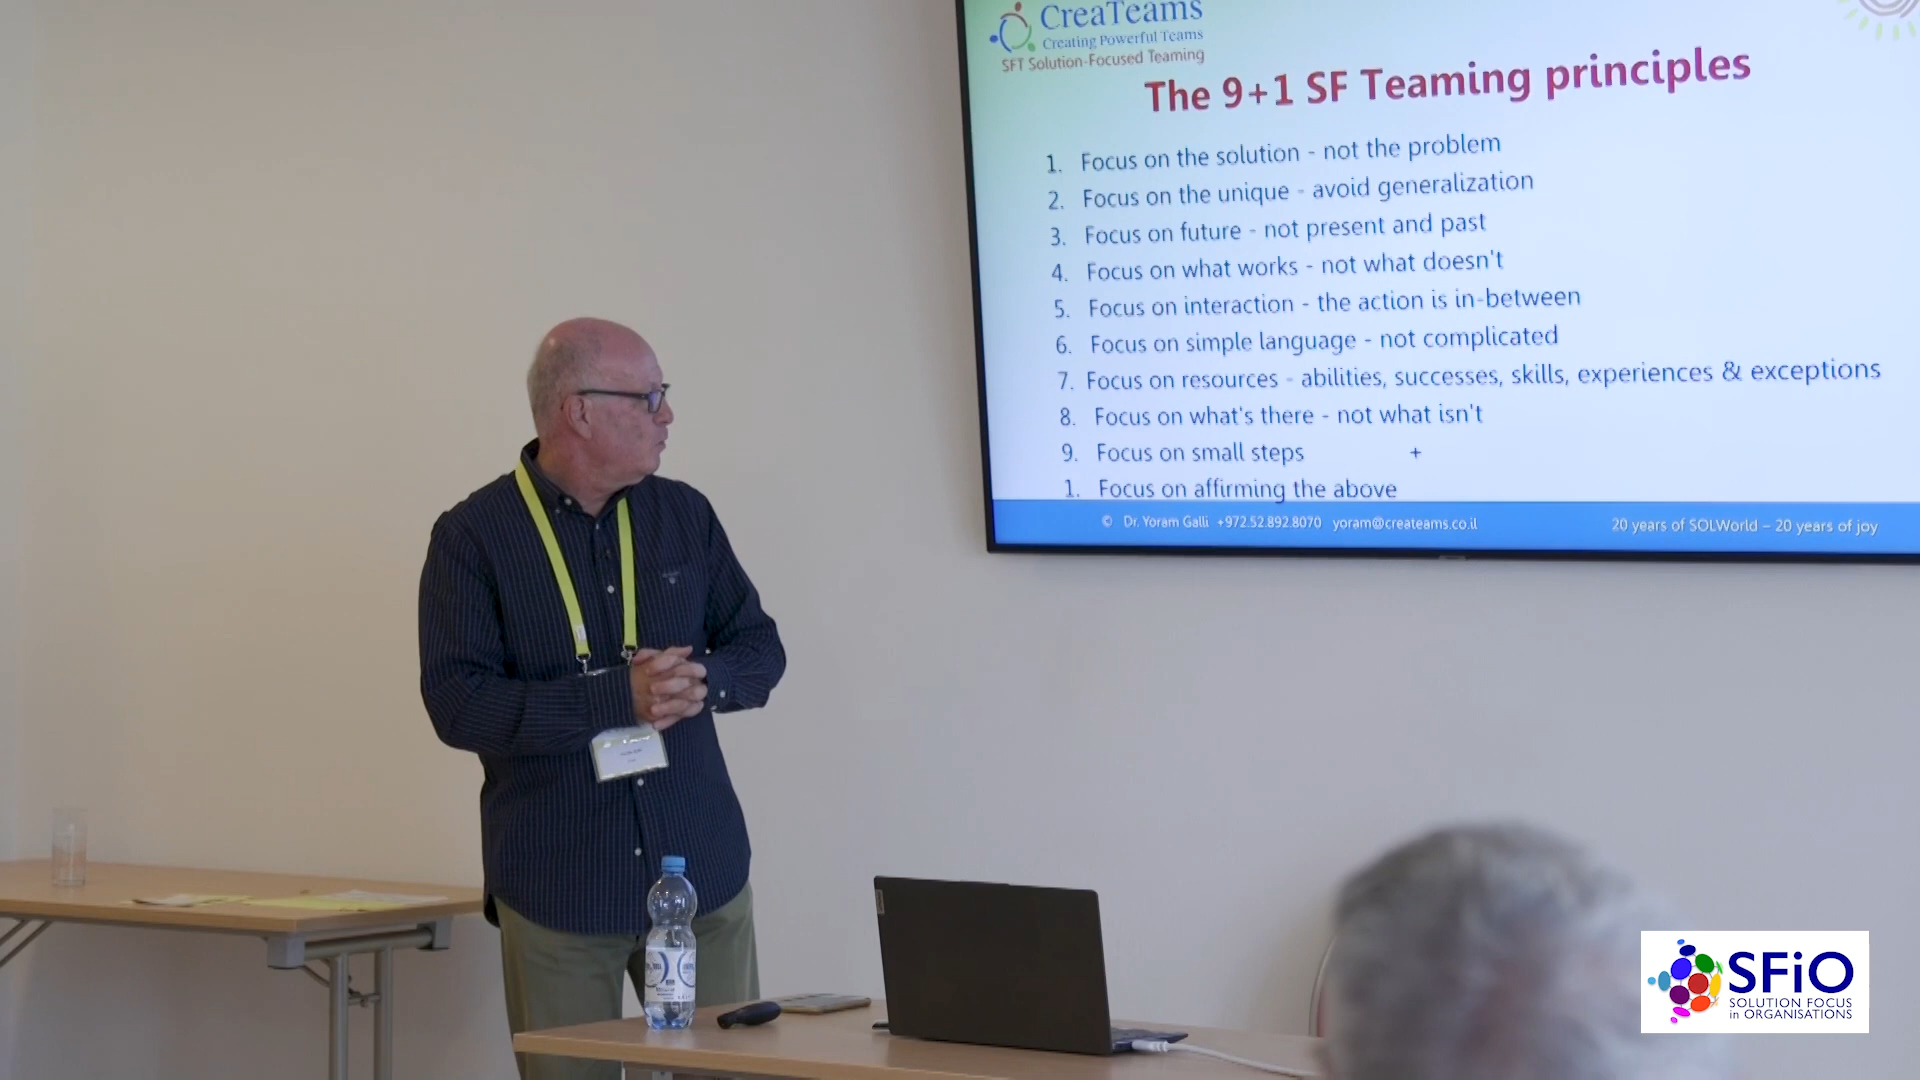 CreaTeams
Creating Powerful Teams
SFT Solution-Focused Teaming
The 9+1 SF Teaming principles
1. Focus on the solution - not the problem
2. Focus on the unique - avoid generalization
3. Focus on future - not present and past
4. Focus on what works - not what doesn't
5. Focus on interaction - the action is in-between
6. Focus on simple language - not complicated
7. Focus on resources - abilities, successes, skills, experiences & exceptions
8. Focus on what's there - not what isn't
9. Focus on small steps +
1. Focus on affirming the above
© Dr. Yoram Galli +972.52.892.8070 yoram@createams.co.il
20 years of SOLWorld – 20 years of joy
SFiO
SOLUTION FOCUS
in ORGANISATIONS